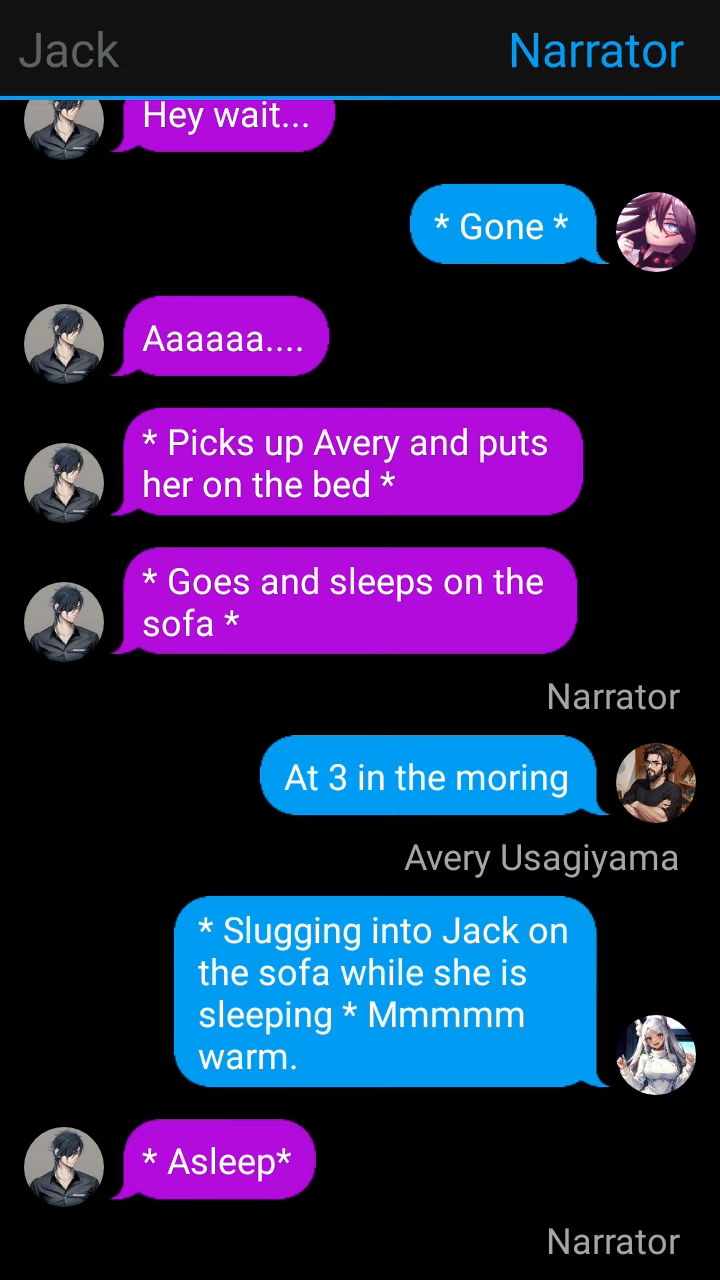 Jack
Narrator
Hey wait...
* Gone *
Aaaaaa....
* Picks up Avery and puts
her on the bed *
* Goes and sleeps on the
sofa *
Narrator
At 3 in the moring
Avery Usagiyama
* Slugging into Jack on
the sofa while she is
sleeping * Mmmmm
warm.
* Asleep*
Narrator